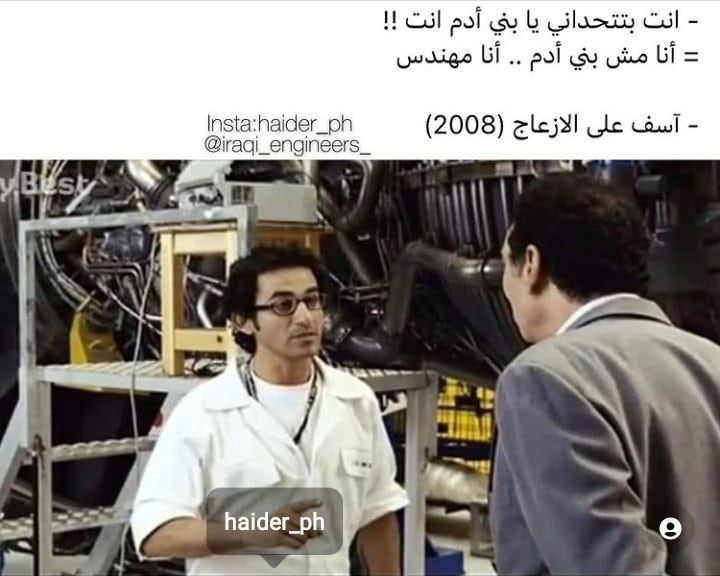 - انت بتتحداني يا بني أدم انت !!
= أنا مش بني أدم .. أنا مهندس
- آسف على الازعاج (2008)
Insta:haider_ph
@iraqi_engineers_
y.Best
haider_ph